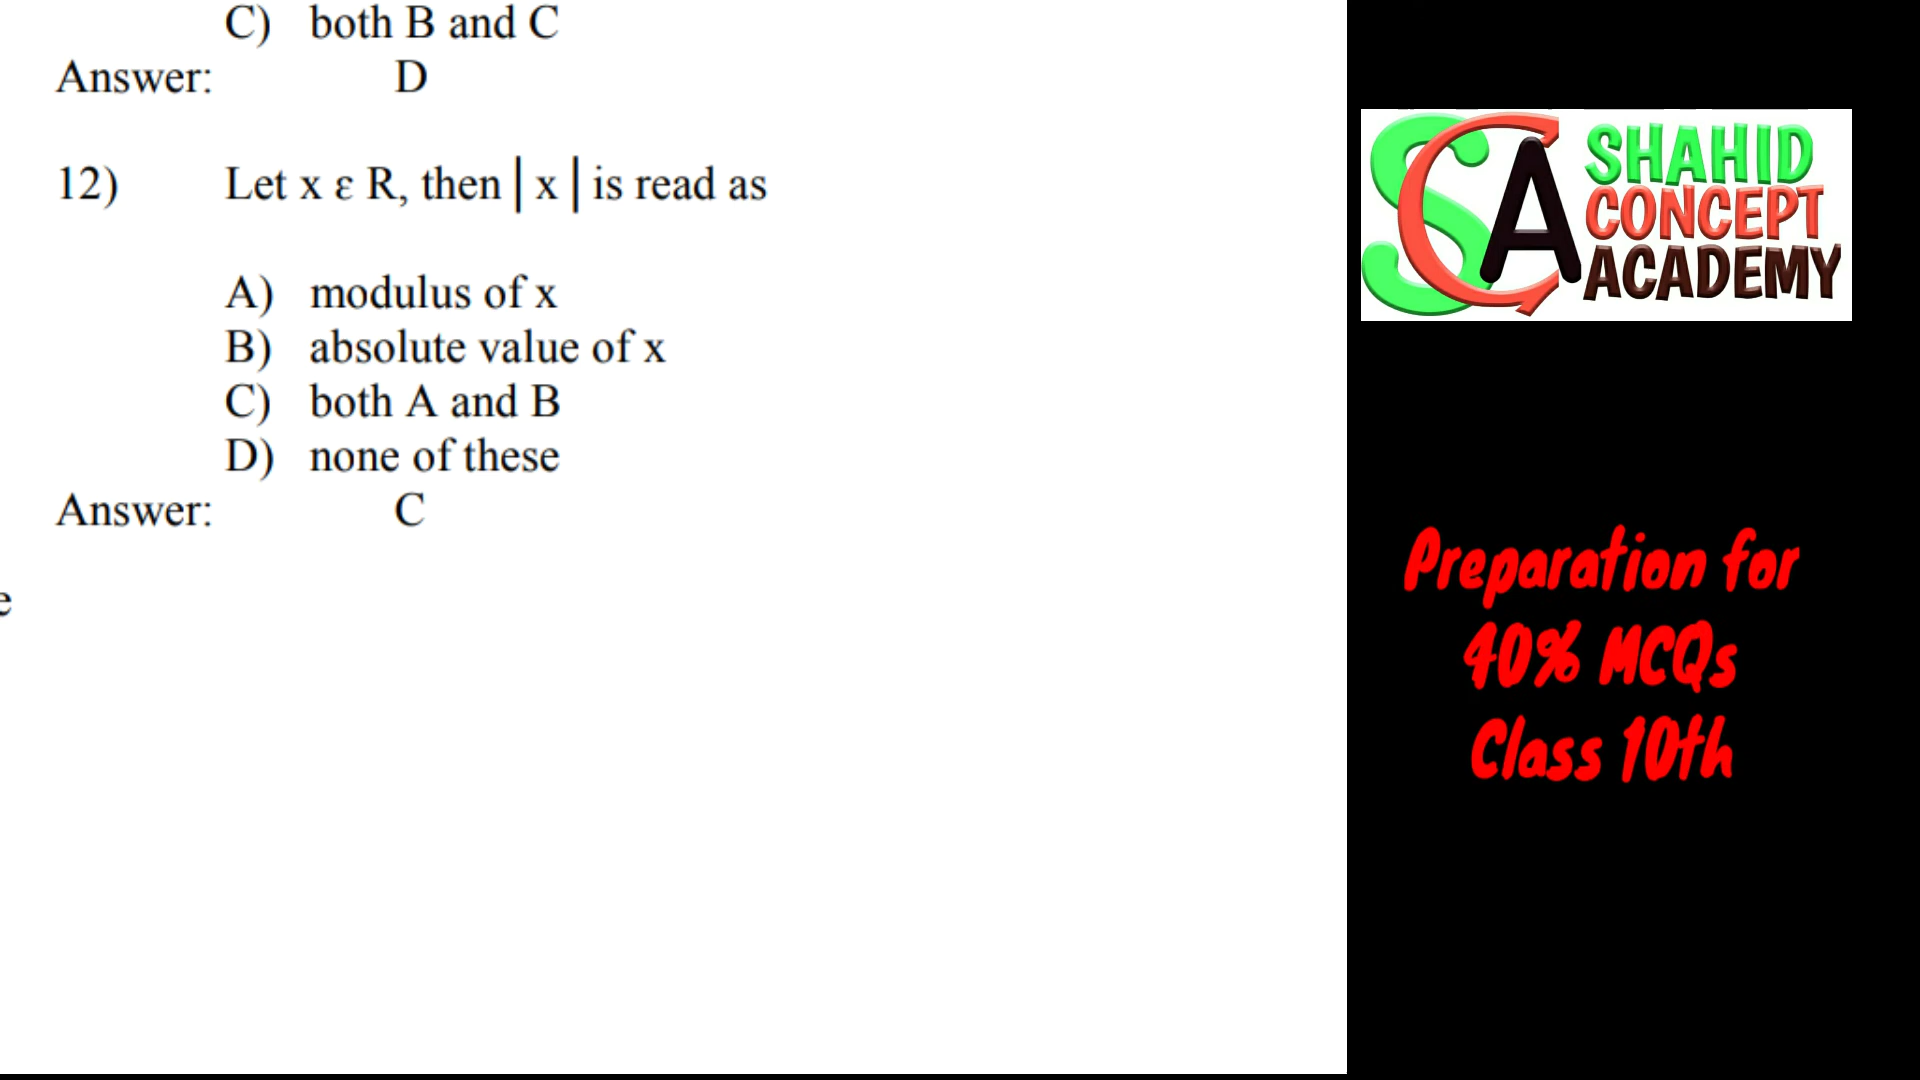 C) both B and C
Answer: D
12) Let x ε R, then | x | is read as
A) modulus of x
B) absolute value of x
C) both A and B
D) none of these
Answer: C
e
SCA
SHAHID
CONCEPT
ACADEMY
Preparation for
40% MCQs
Class 10th